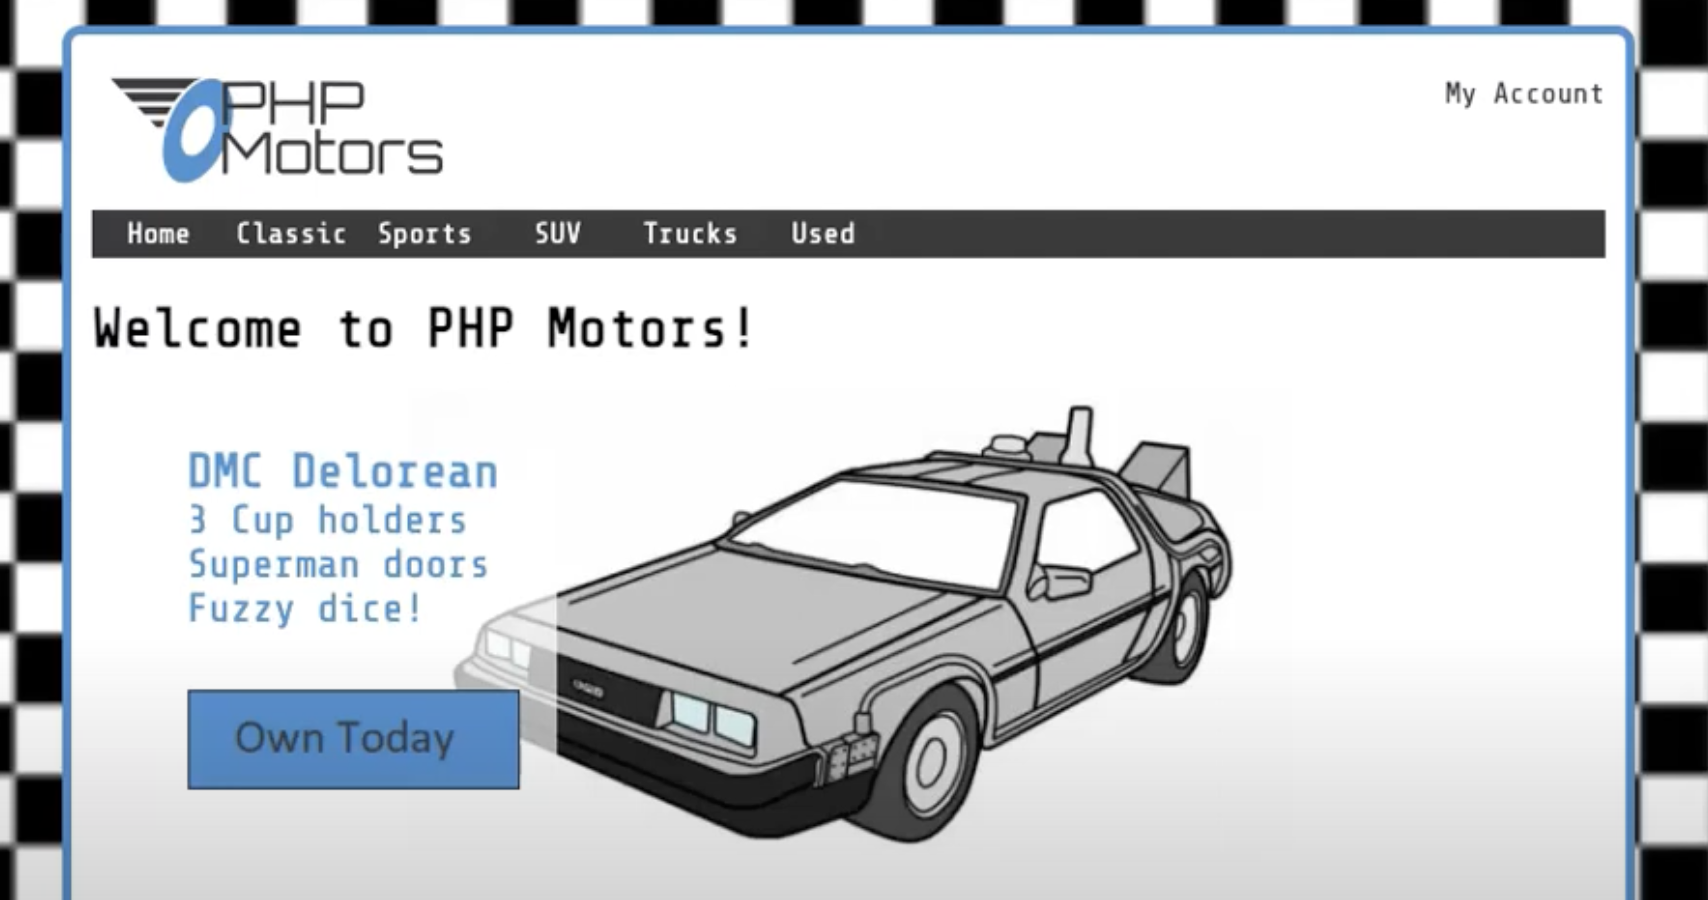 PHP
Motors
My Account
Home Classic Sports SUV Trucks Used
Welcome to PHP Motors!
DMC Delorean
3 Cup holders
Superman doors
Fuzzy dice!
Own Today